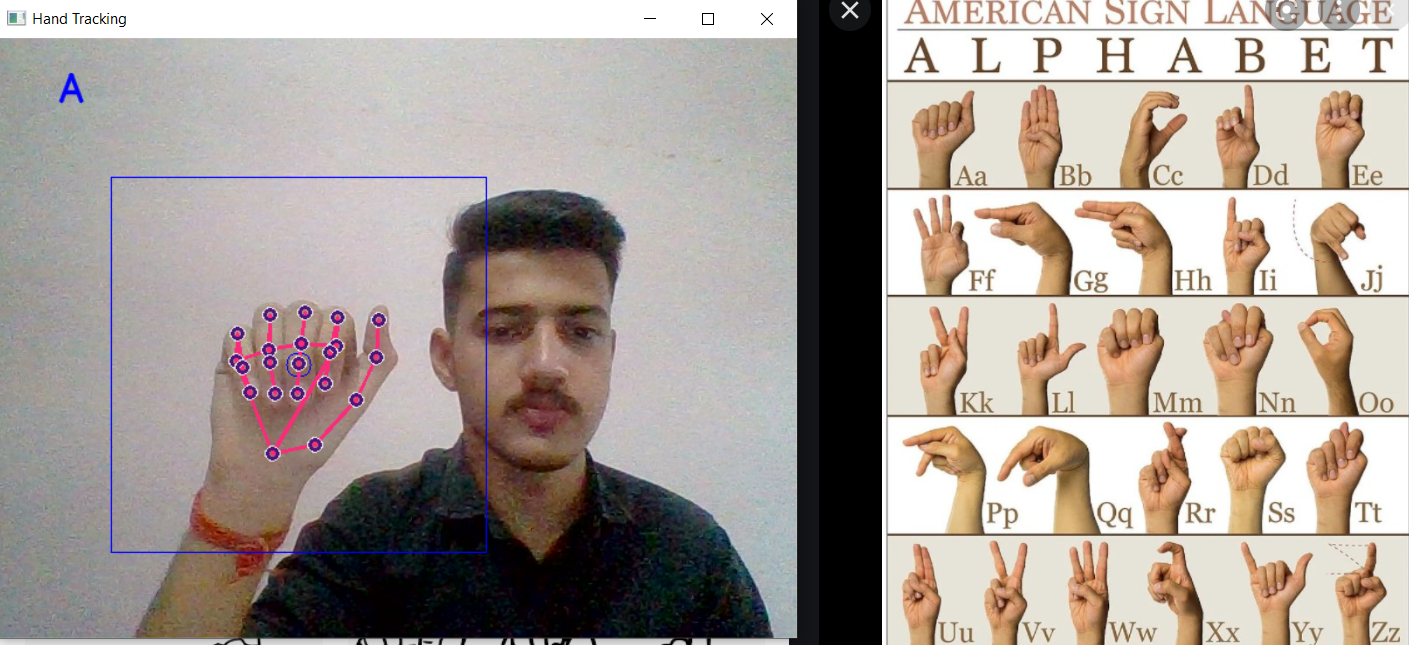 Hand Tracking
A
AMERICAN SIGN LANGUAGE
ALPHABET
Aa Bb Cc Dd Ee
Ff Gg Hh Ii Jj
Kk Ll Mm Nn Oo
Pp Qq Rr Ss Tt
Uu Vv Ww Xx Yy Zz